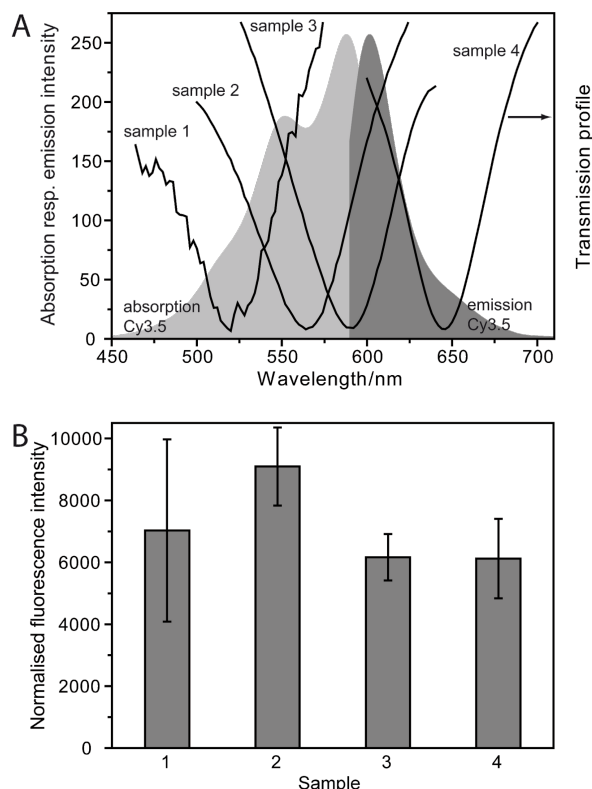 A
Absorption resp. emission intensity
250
200
150
100
50
0
sample 1
sample 2
sample 3
sample 4
absorption
Cy3.5
emission
Cy3.5
Transmission profile
450 500 550 600 650 700
Wavelength/nm
B
Normalised fluorescence intensity
10000
8000
6000
4000
2000
0
1 2 3 4
Sample